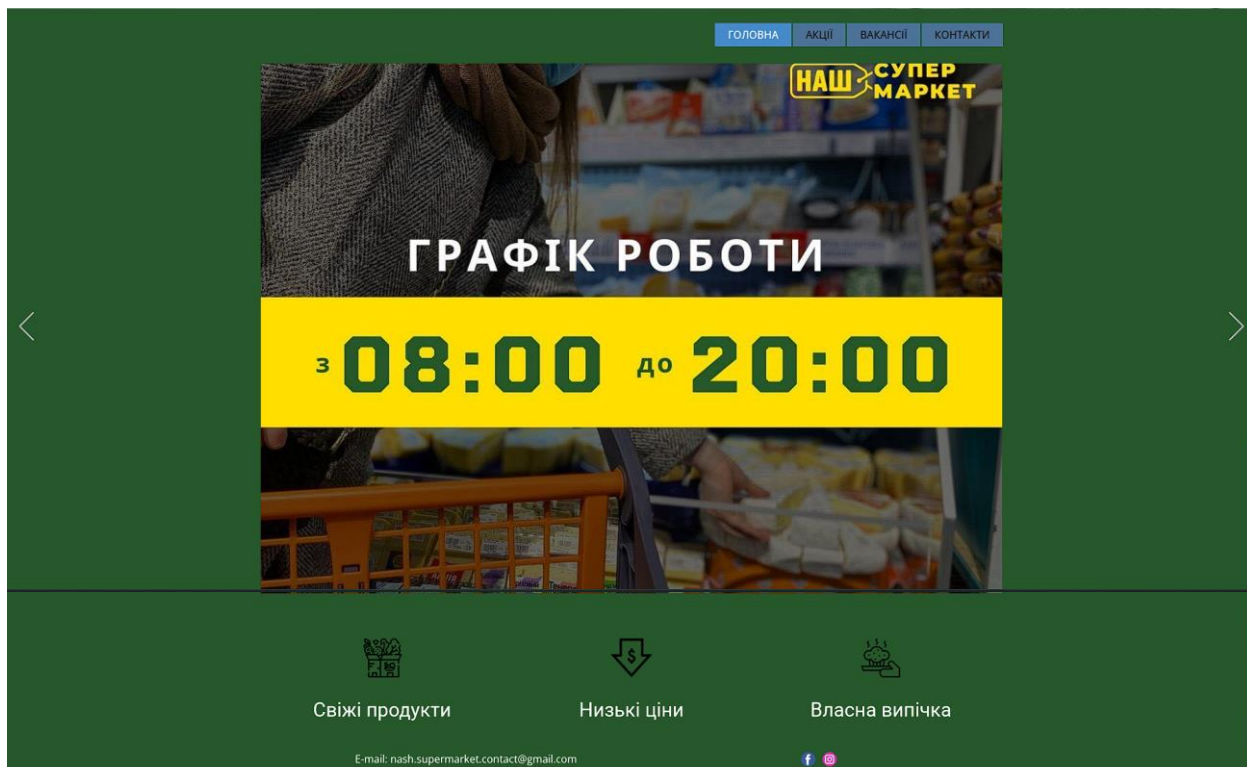 ГОЛОВНА АКЦІЇ ВАКАНСІЇ КОНТАКТИ
НАШ СУПЕР
МАРКЕТ
ГРАФІК РОБОТИ
з 08:00 до 20:00
Свіжі продукти Низькі ціни Власна випічка
E-mail: nash.supermarket.contact@gmail.com